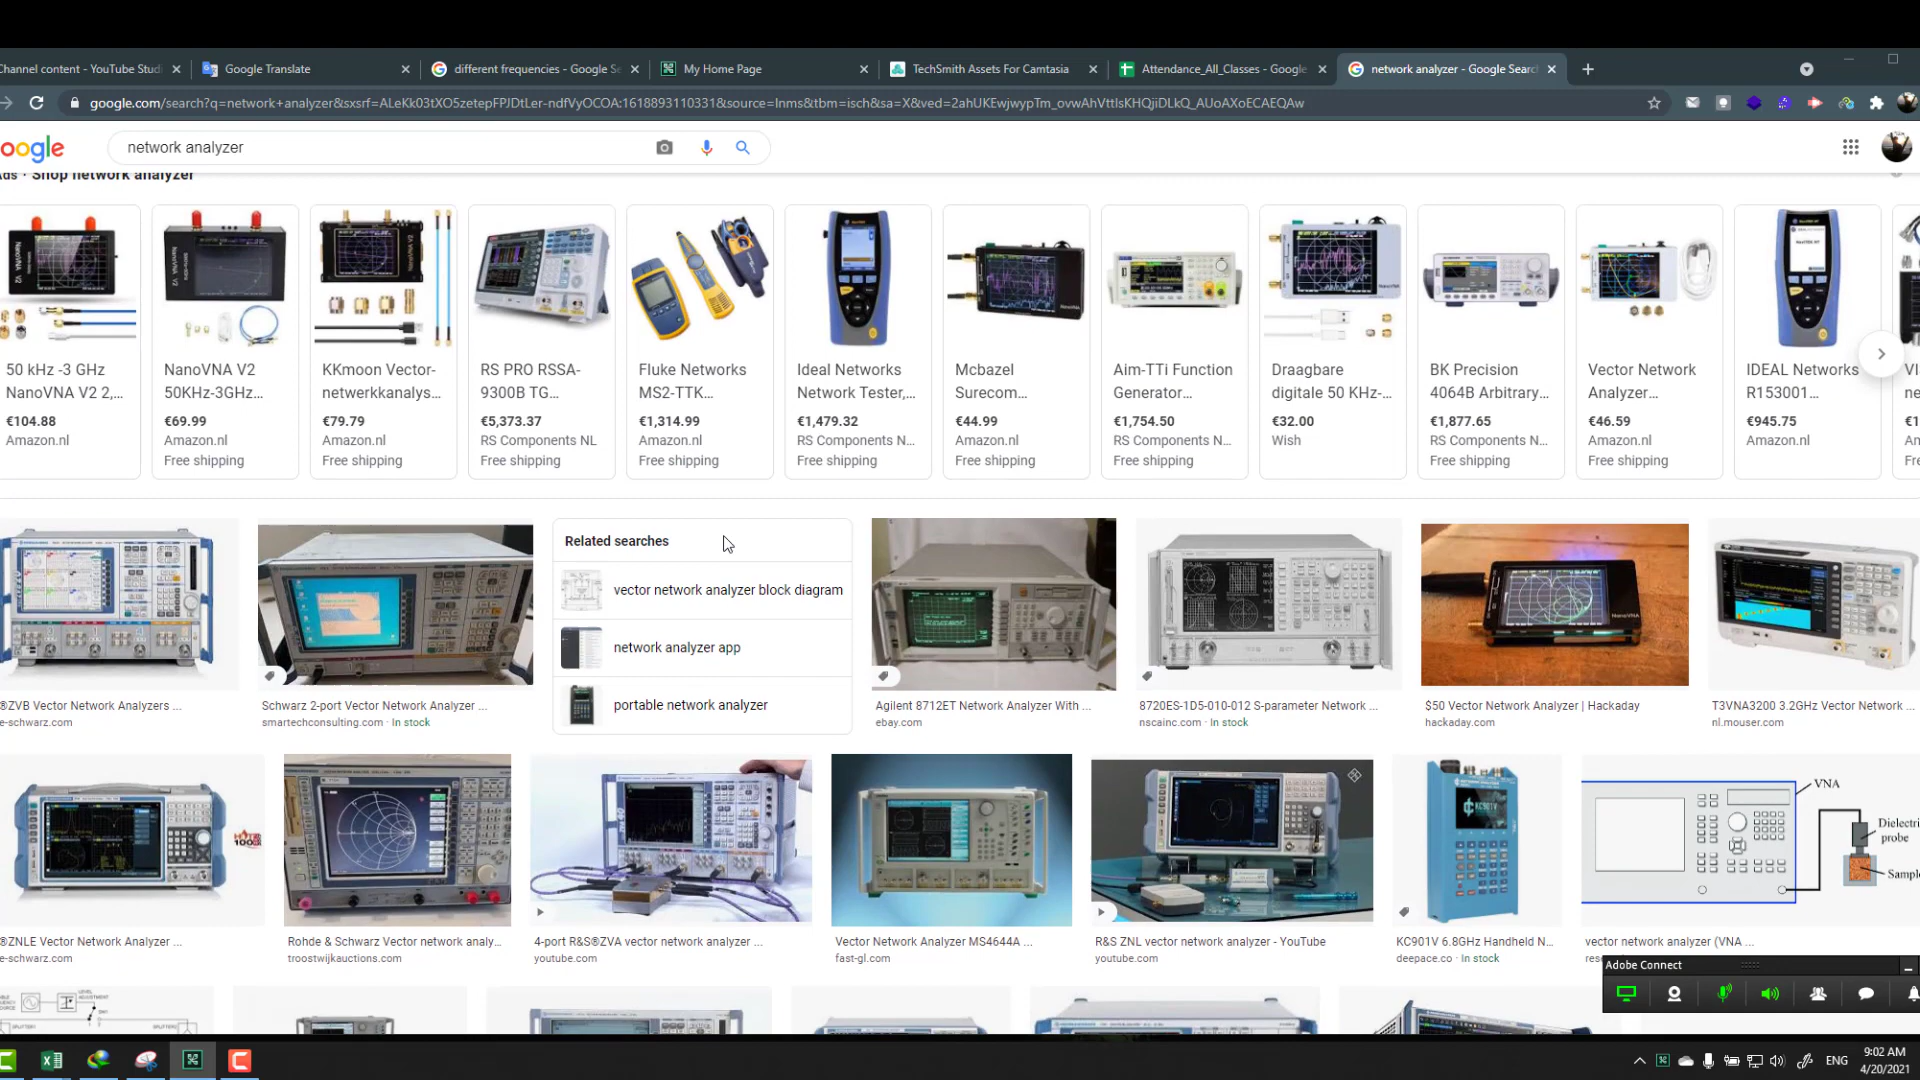 Channel content - YouTube Studi
Google Translate
different frequencies - Google Se
My Home Page
TechSmith Assets For Camtasia
Attendance_All_Classes - Google
network analyzer - Google Search
google.com/search?q=network+analyzer&sxsrf=ALeKk03tXO5zetepFPJDtLer-ndfVyOCOA:1618893110331&source=lnms&tbm=isch&sa=X&ved=2ahUKEwjwypTm_ovwAhVttIsKHQjiDLkQ_AUoAXoECAEQAw
oogle
network analyzer
Ads · Shop network analyzer
50 kHz -3 GHz
NanoVNA V2 2,...
€104.88
Amazon.nl
NanoVNA V2
50KHz-3GHz...
€69.99
Amazon.nl
Free shipping
KKmoon Vector-
netwerkkanalys...
€79.79
Amazon.nl
Free shipping
RS PRO RSSA-
9300B TG...
€5,373.37
RS Components NL
Free shipping
Fluke Networks
MS2-TTK...
€1,314.99
Amazon.nl
Free shipping
Ideal Networks
Network Tester,...
€1,479.32
RS Components N...
Free shipping
Mcbazel
Surecom...
€44.99
Amazon.nl
Free shipping
Aim-TTi Function
Generator...
€1,754.50
RS Components N...
Free shipping
Draagbare
digitale 50 KHz-...
€32.00
Wish
BK Precision
4064B Arbitrary...
€1,877.65
RS Components N...
Free shipping
Vector Network
Analyzer...
€46.59
Amazon.nl
Free shipping
IDEAL Networks
R153001...
€945.75
Amazon.nl
Related searches
vector network analyzer block diagram
network analyzer app
portable network analyzer
®ZVB Vector Network Analyzers ...
e-schwarz.com
Schwarz 2-port Vector Network Analyzer ...
smartechconsulting.com · In stock
Agilent 8712ET Network Analyzer With ...
ebay.com
8720ES-1D5-010-012 S-parameter Network ...
nscainc.com · In stock
$50 Vector Network Analyzer | Hackaday
hackaday.com
T3VNA3200 3.2GHz Vector Network ...
nl.mouser.com
VNA
Dielectri
probe
Sample
®ZNLE Vector Network Analyzer ...
e-schwarz.com
Rohde & Schwarz Vector network analy...
troostwijkauctions.com
4-port R&S®ZVA vector network analyzer ...
youtube.com
Vector Network Analyzer MS4644A ...
fast-gl.com
R&S ZNL vector network analyzer - YouTube
youtube.com
KC901V 6.8GHz Handheld N...
deepace.co · In stock
vector network analyzer (VNA ...
Adobe Connect
ENG
9:02 AM
4/20/2021